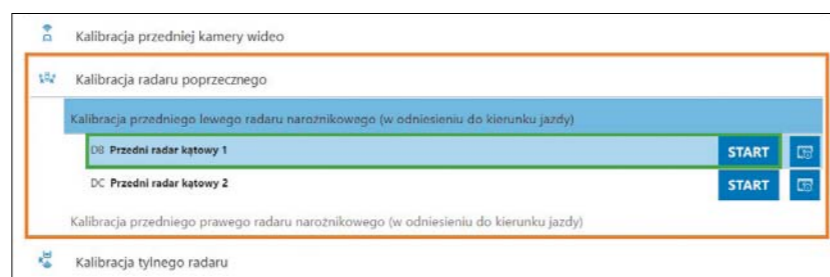 Kalibracja przedniej kamery wideo
Kalibracja radaru poprzecznego
Kalibracja przedniego lewego radaru narożnikowego (w odniesieniu do kierunku jazdy)
DB Przedni radar kątowy 1 START
DC Przedni radar kątowy 2 START
Kalibracja przedniego prawego radaru narożnikowego (w odniesieniu do kierunku jazdy)
Kalibracja tylnego radaru